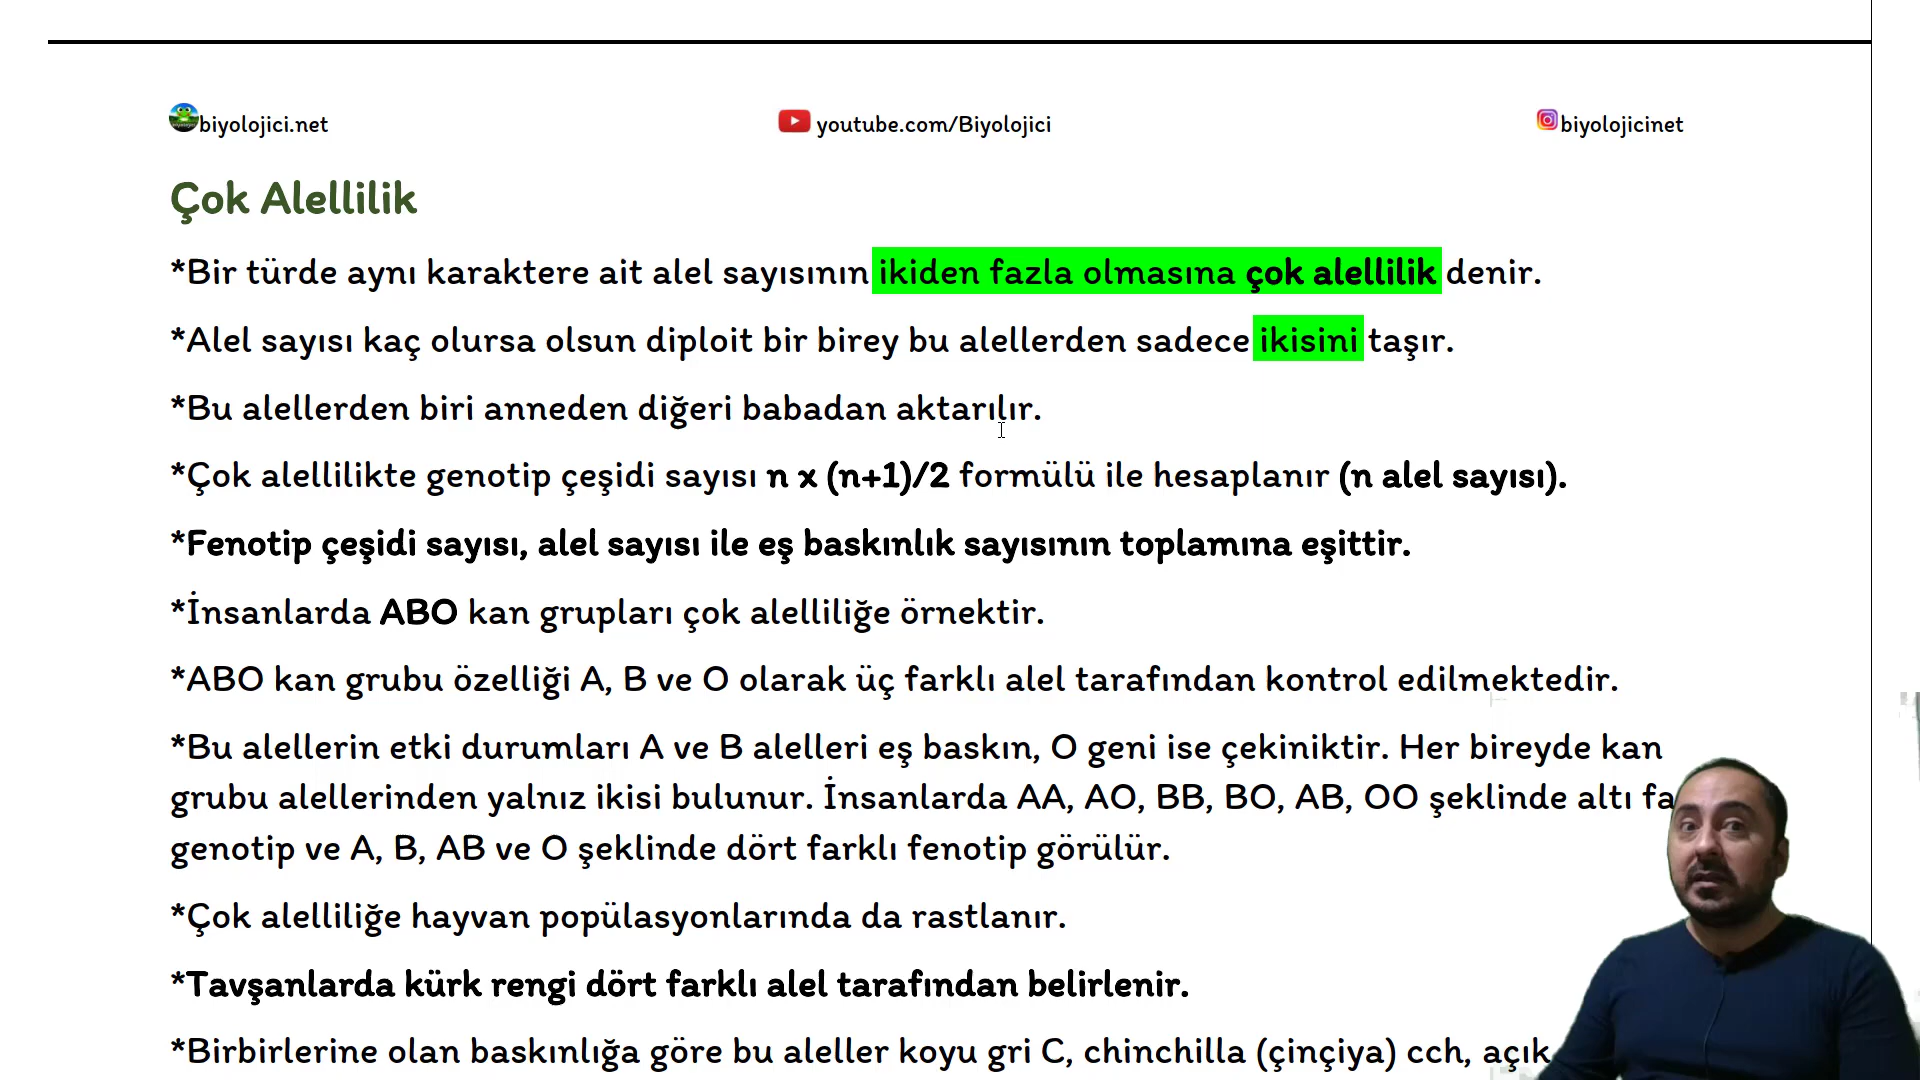 biyolojici.net
youtube.com/Biyolojici
biyolojicinet
Çok Alellilik
*Bir türde aynı karaktere ait alel sayısının ikiden fazla olmasına çok alellilik denir.
*Alel sayısı kaç olursa olsun diploit bir birey bu alellerden sadece ikisini taşır.
*Bu alellerden biri anneden diğeri babadan aktarılır.
*Çok alellilikte genotip çeşidi sayısı n x (n+1)/2 formülü ile hesaplanır (n alel sayısı).
*Fenotip çeşidi sayısı, alel sayısı ile eş baskınlık sayısının toplamına eşittir.
*İnsanlarda ABO kan grupları çok alelliliğe örnektir.
*ABO kan grubu özelliği A, B ve O olarak üç farklı alel tarafından kontrol edilmektedir.
*Bu alellerin etki durumları A ve B alelleri eş baskın, O geni ise çekiniktir. Her bireyde kan
grubu alellerinden yalnız ikisi bulunur. İnsanlarda AA, AO, BB, BO, AB, OO şeklinde altı
genotip ve A, B, AB ve O şeklinde dört farklı fenotip görülür.
*Çok alelliliğe hayvan popülasyonlarında da rastlanır.
*Tavşanlarda kürk rengi dört farklı alel tarafından belirlenir.
*Birbirlerine olan baskınlığa göre bu aleller koyu gri C, chinchilla (çinçiya) cch, açık